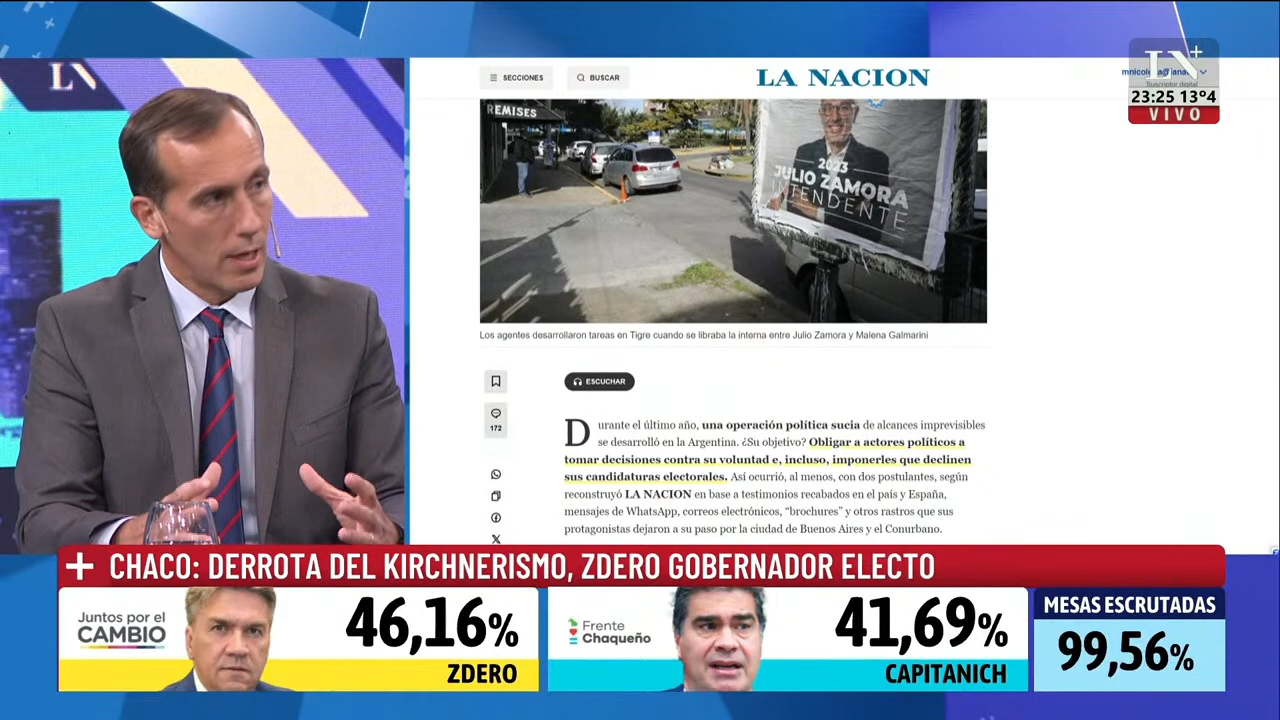 LN
SECCIONES
BUSCAR
LA NACION
LN+
Suscriptor digital
23:25 13°4
VIVO
REMISES
2023
JULIO ZAMORA
INTENDENTE
Los agentes desarrollaron tareas en Tigre cuando se libraba la interna entre Julio Zamora y Malena Galmarini
ESCUCHAR
172
Durante el último año, una operación política sucia de alcances imprevisibles
se desarrolló en la Argentina. ¿Su objetivo? Obligar a actores políticos a
tomar decisiones contra su voluntad e, incluso, imponerles que declinen
sus candidaturas electorales. Así ocurrió, al menos, con dos postulantes, según
reconstruyó LA NACION en base a testimonios recabados en el país y España,
mensajes de WhatsApp, correos electrónicos, “brochures” y otros rastros que sus
protagonistas dejaron a su paso por la ciudad de Buenos Aires y el Conurbano.
+ CHACO: DERROTA DEL KIRCHNERISMO, ZDERO GOBERNADOR ELECTO
Juntos por el
CAMBIO
46,16%
ZDERO
Frente
Chaqueño
41,69%
CAPITANICH
MESAS ESCRUTADAS
99,56%